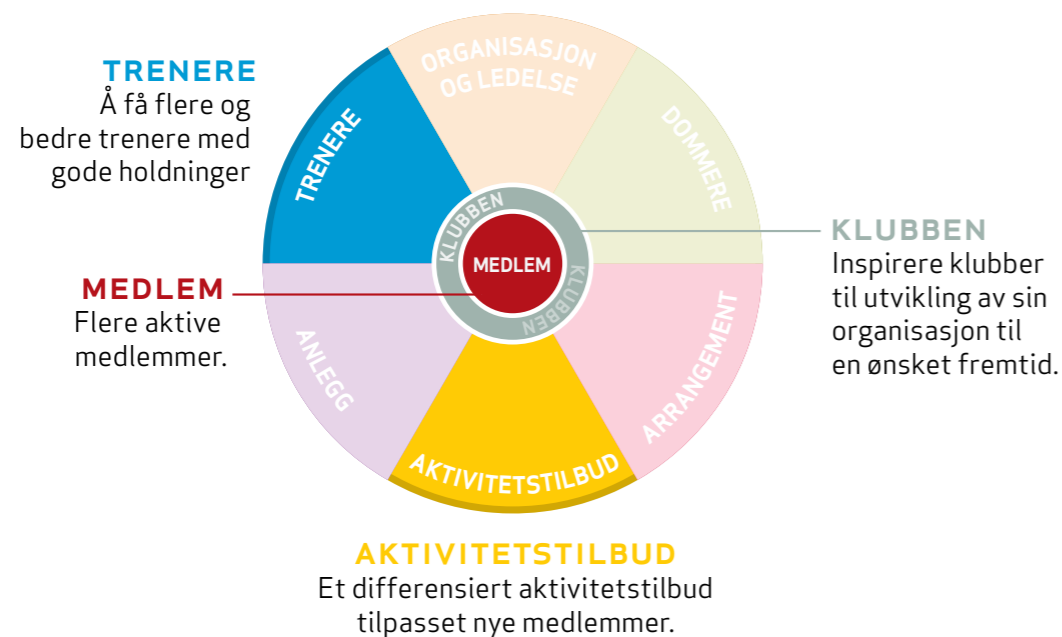 ORGANISASJON
OG LEDELSE
TRENERE
Å få flere og
bedre trenere med
gode holdninger
TRENERE
DOMMERE
KLUBBEN
MEDLEM
KLUBBEN
KLUBBEN
Inspirere klubber
til utvikling av sin
organisasjon til
en ønsket fremtid.
MEDLEM
Flere aktive
medlemmer.
ANLEGG
ARRANGEMENT
AKTIVITETSTILBUD
AKTIVITETSTILBUD
Et differensiert aktivitetstilbud
tilpasset nye medlemmer.